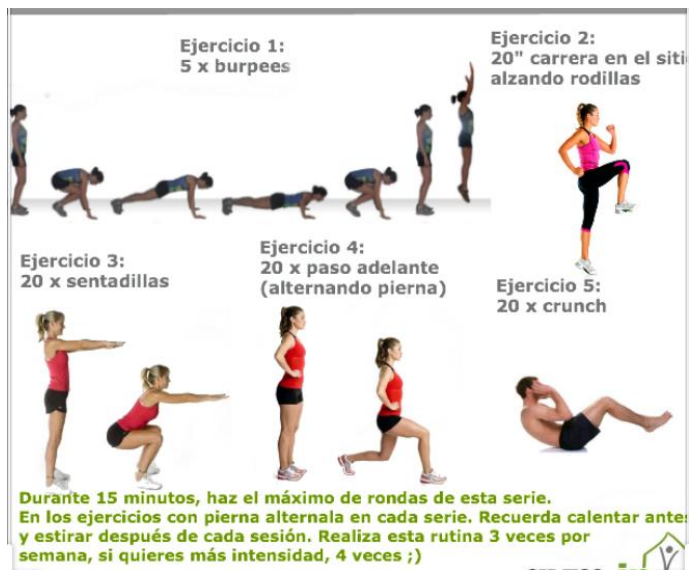 Ejercicio 1:
5 x burpees
Ejercicio 2:
20" carrera en el
alzando rodillas
Ejercicio 3:
20 x sentadillas
Ejercicio 4:
20 x paso adelante
(alternando pierna)
Ejercicio 5:
20 x crunch
Durante 15 minutos, haz el máximo de rondas de esta serie.
En los ejercicios con pierna alternala en cada serie. Recuerda calentar antes
y estirar después de cada sesión. Realiza esta rutina 3 veces por
semana, si quieres más intensidad, 4 veces ;)